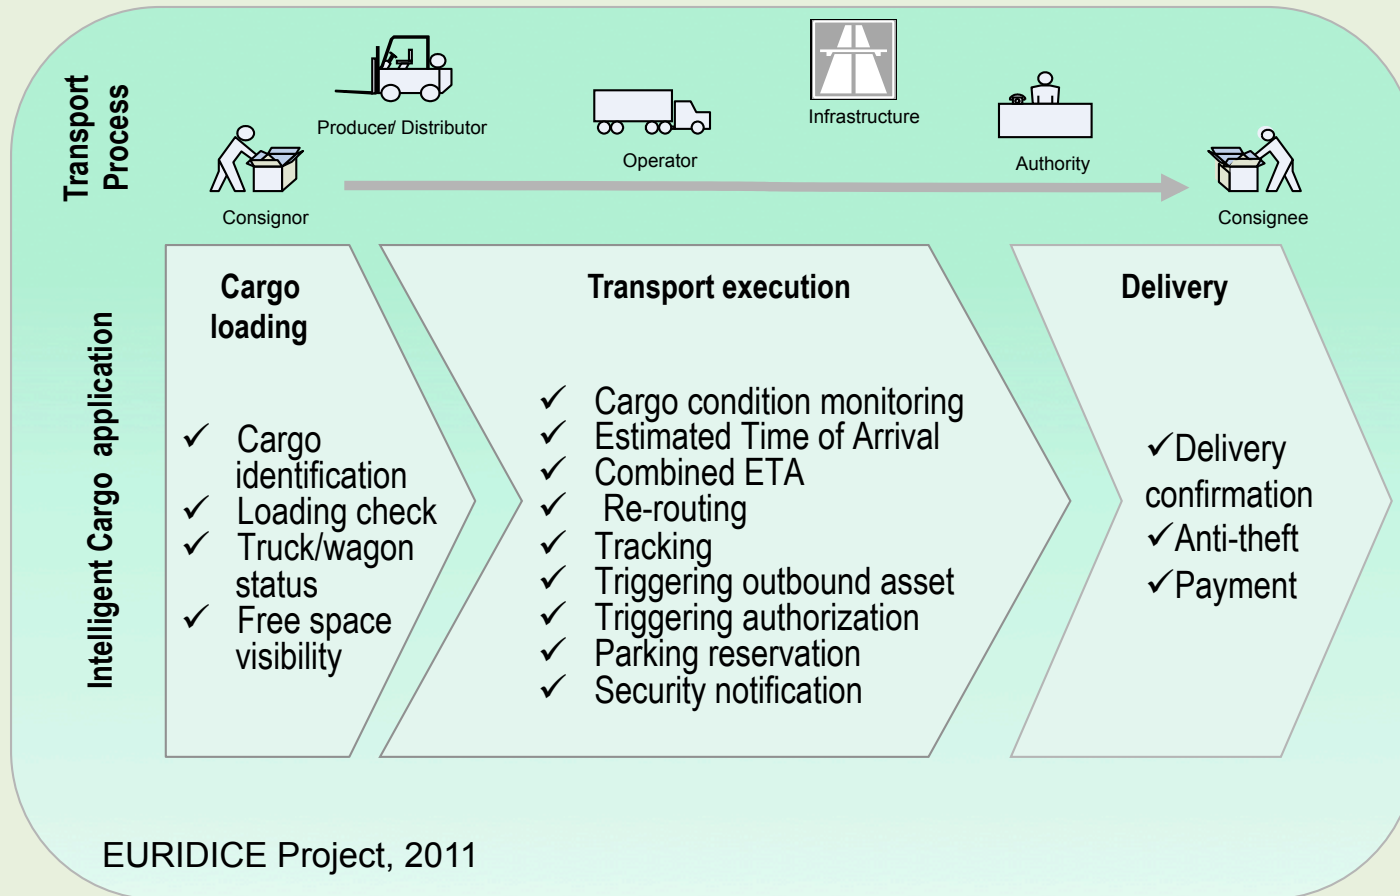 Transport
Process
Producer/ Distributor
Infrastructure
Operator
Authority
Consignor
Consignee
Intelligent Cargo application
Cargo
loading
✓ Cargo
identification
✓ Loading check
✓ Truck/wagon
status
✓ Free space
visibility
Transport execution
✓ Cargo condition monitoring
✓ Estimated Time of Arrival
✓ Combined ETA
✓ Re-routing
✓ Tracking
✓ Triggering outbound asset
✓ Triggering authorization
✓ Parking reservation
✓ Security notification
Delivery
✓Delivery
confirmation
✓Anti-theft
✓Payment
EURIDICE Project, 2011